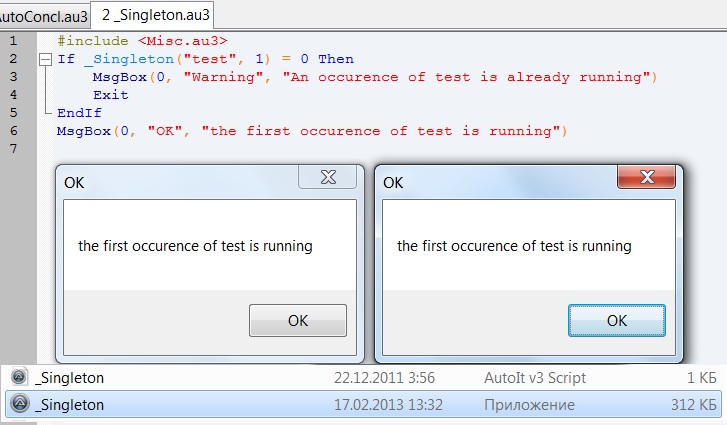 AutoConcl.au3 2 _Singleton.au3
1 #include <Misc.au3>
2 If _Singleton("test", 1) = 0 Then
3 MsgBox(0, "Warning", "An occurence of test is already running")
4 Exit
5 EndIf
6 MsgBox(0, "OK", "the first occurence of test is running")
7
OK
the first occurence of test is running
OK
OK
the first occurence of test is running
OK
_Singleton 22.12.2011 3:56 AutoIt v3 Script 1 КБ
_Singleton 17.02.2013 13:32 Приложение 312 КБ